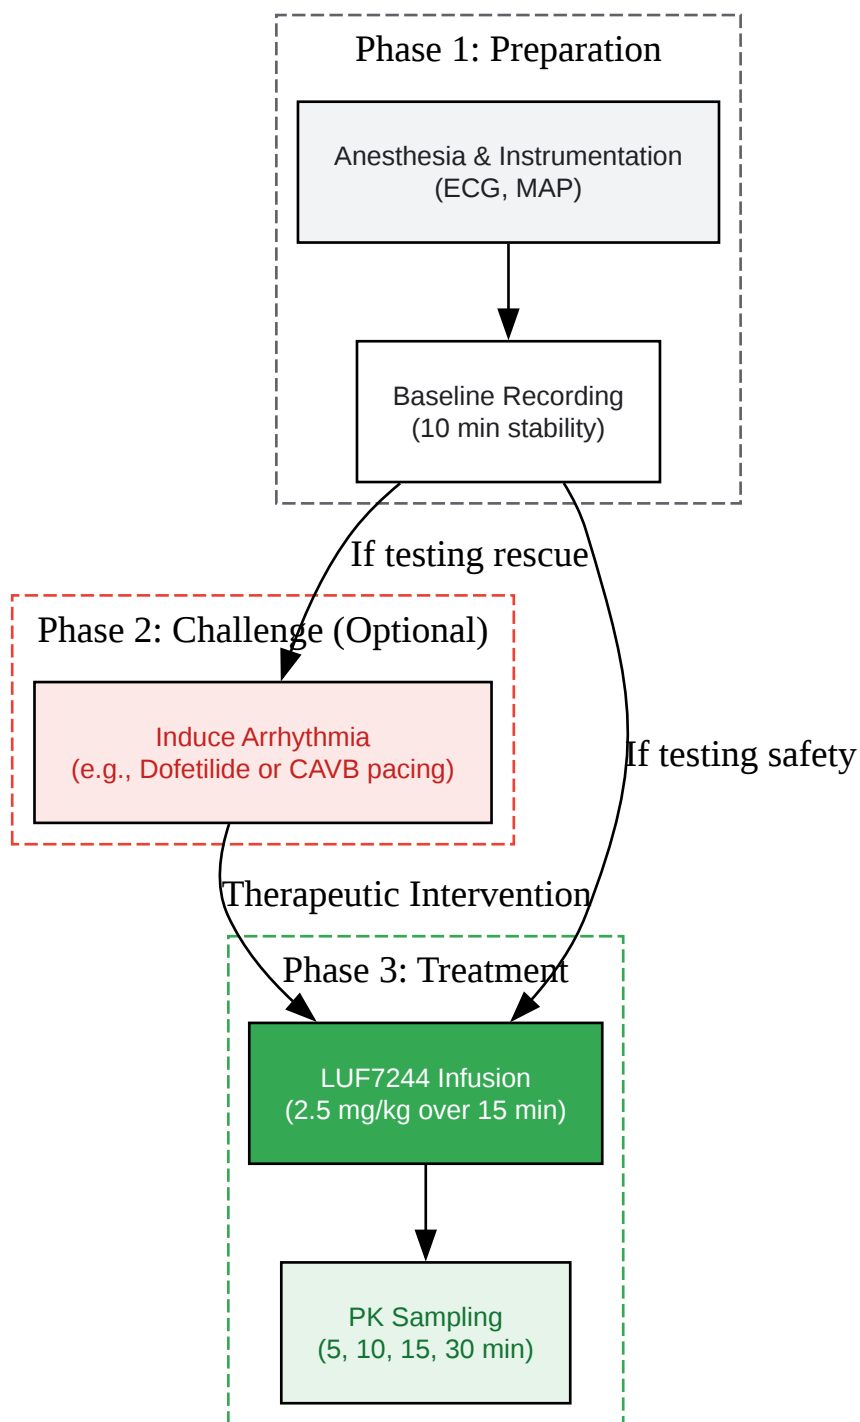 Phase 1: Preparation
Anesthesia & Instrumentation
(ECG, MAP)
Baseline Recording
(10 min stability)
If testing rescue
Phase 2: Challenge (Optional)
Induce Arrhythmia
(e.g., Dofetilide or CAVB pacing)
If testing safety
Therapeutic Intervention
Phase 3: Treatment
LUF7244 Infusion
(2.5 mg/kg over 15 min)
PK Sampling
(5, 10, 15, 30 min)